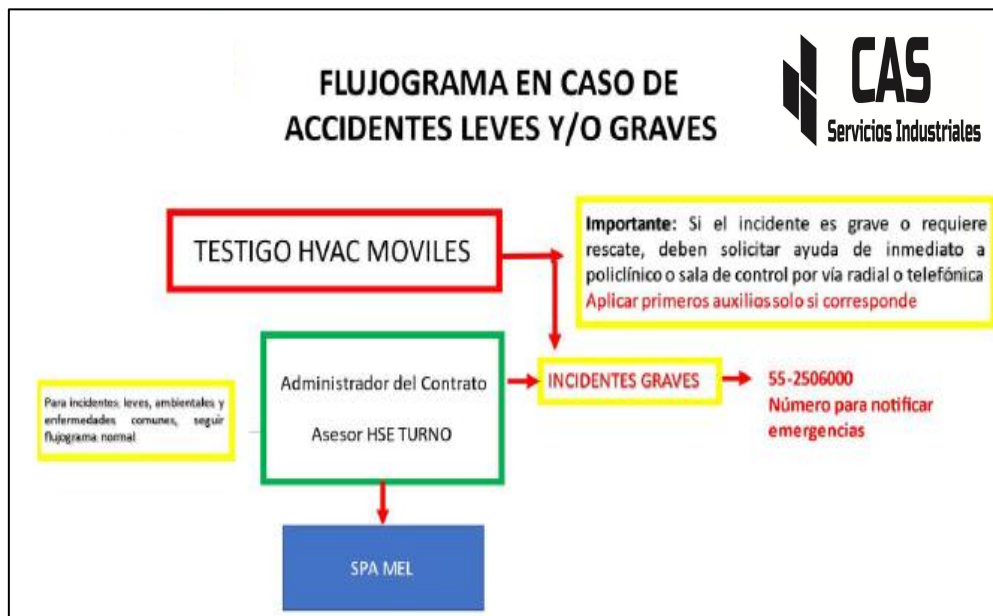 FLUJOGRAMA EN CASO DE
ACCIDENTES LEVES Y/O GRAVES
CAS
Servicios Industriales
TESTIGO HVAC MOVILES
Importante: Si el incidente es grave o requiere
rescate, deben solicitar ayuda de inmediato a
policlínico o sala de control por vía radial o telefónica
Aplicar primeros auxilios solo si corresponde
Administrador del Contrato
Asesor HSE TURNO
INCIDENTES GRAVES
55-2506000
Número para notificar
emergencias
Para incidentes leves, ambientales y
enfermedades comunes, seguir
flujograma normal
SPA MEL